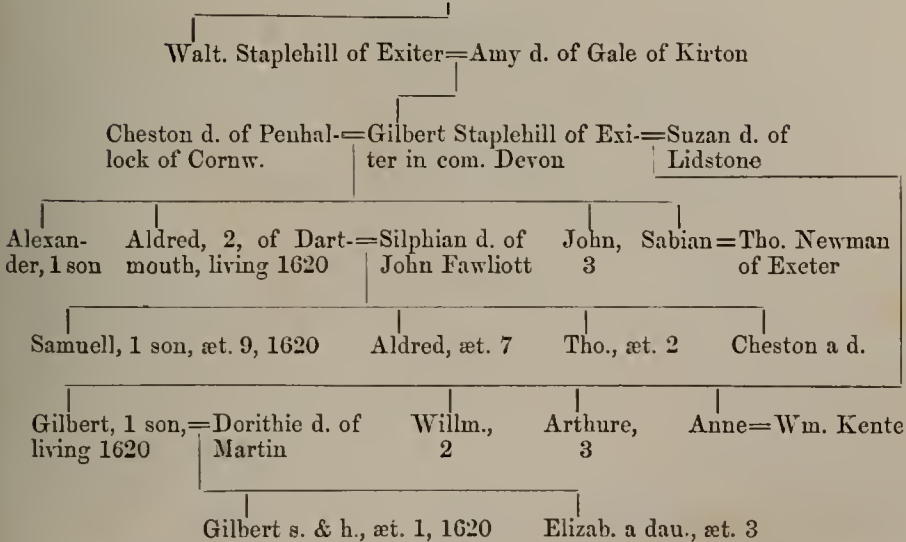 Walt. Staplehill of Exiter=Amy d. of Gale of Kirton
Cheston d. of Penhal-=Gilbert Staplehill of Exi-=Suzan d. of
lock of Cornw. ter in com. Devon Lidstone
Alexan- Aldred, 2, of Dart-=Silphian d. of John, Sabian=Tho. Newman
der, 1 son mouth, living 1620 John Fawliott 3 of Exeter
Samuell, 1 son, æt. 9, 1620 Aldred, æt. 7 Tho., æt. 2 Cheston a d.
Gilbert, 1 son,=Dorithie d. of Willm., Arthure, Anne=Wm. Kente
living 1620 Martin 2 3
Gilbert s. & h., æt. 1, 1620 Elizab. a dau., æt. 3